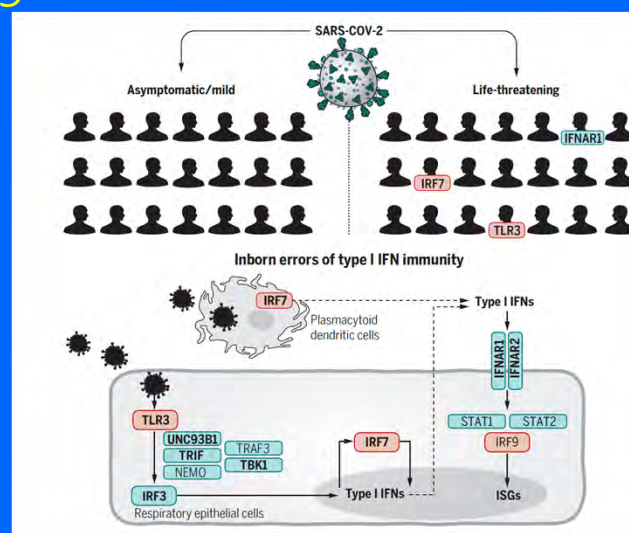 SARS-COV-2
Asymptomatic/mild
Life-threatening
IFNAR1
IRF7
TLR3
Inborn errors of type I IFN immunity
IRF7
Plasmacytoid
dendritic cells
Type I IFNs
IFNAR1
IFNAR2
TLR3
UNC93B1
TRIF
NEMO
TRAF3
TBK1
IRF3
IRF7
Type I IFNs
STAT1
STAT2
IRF9
ISGs
Respiratory epithelial cells